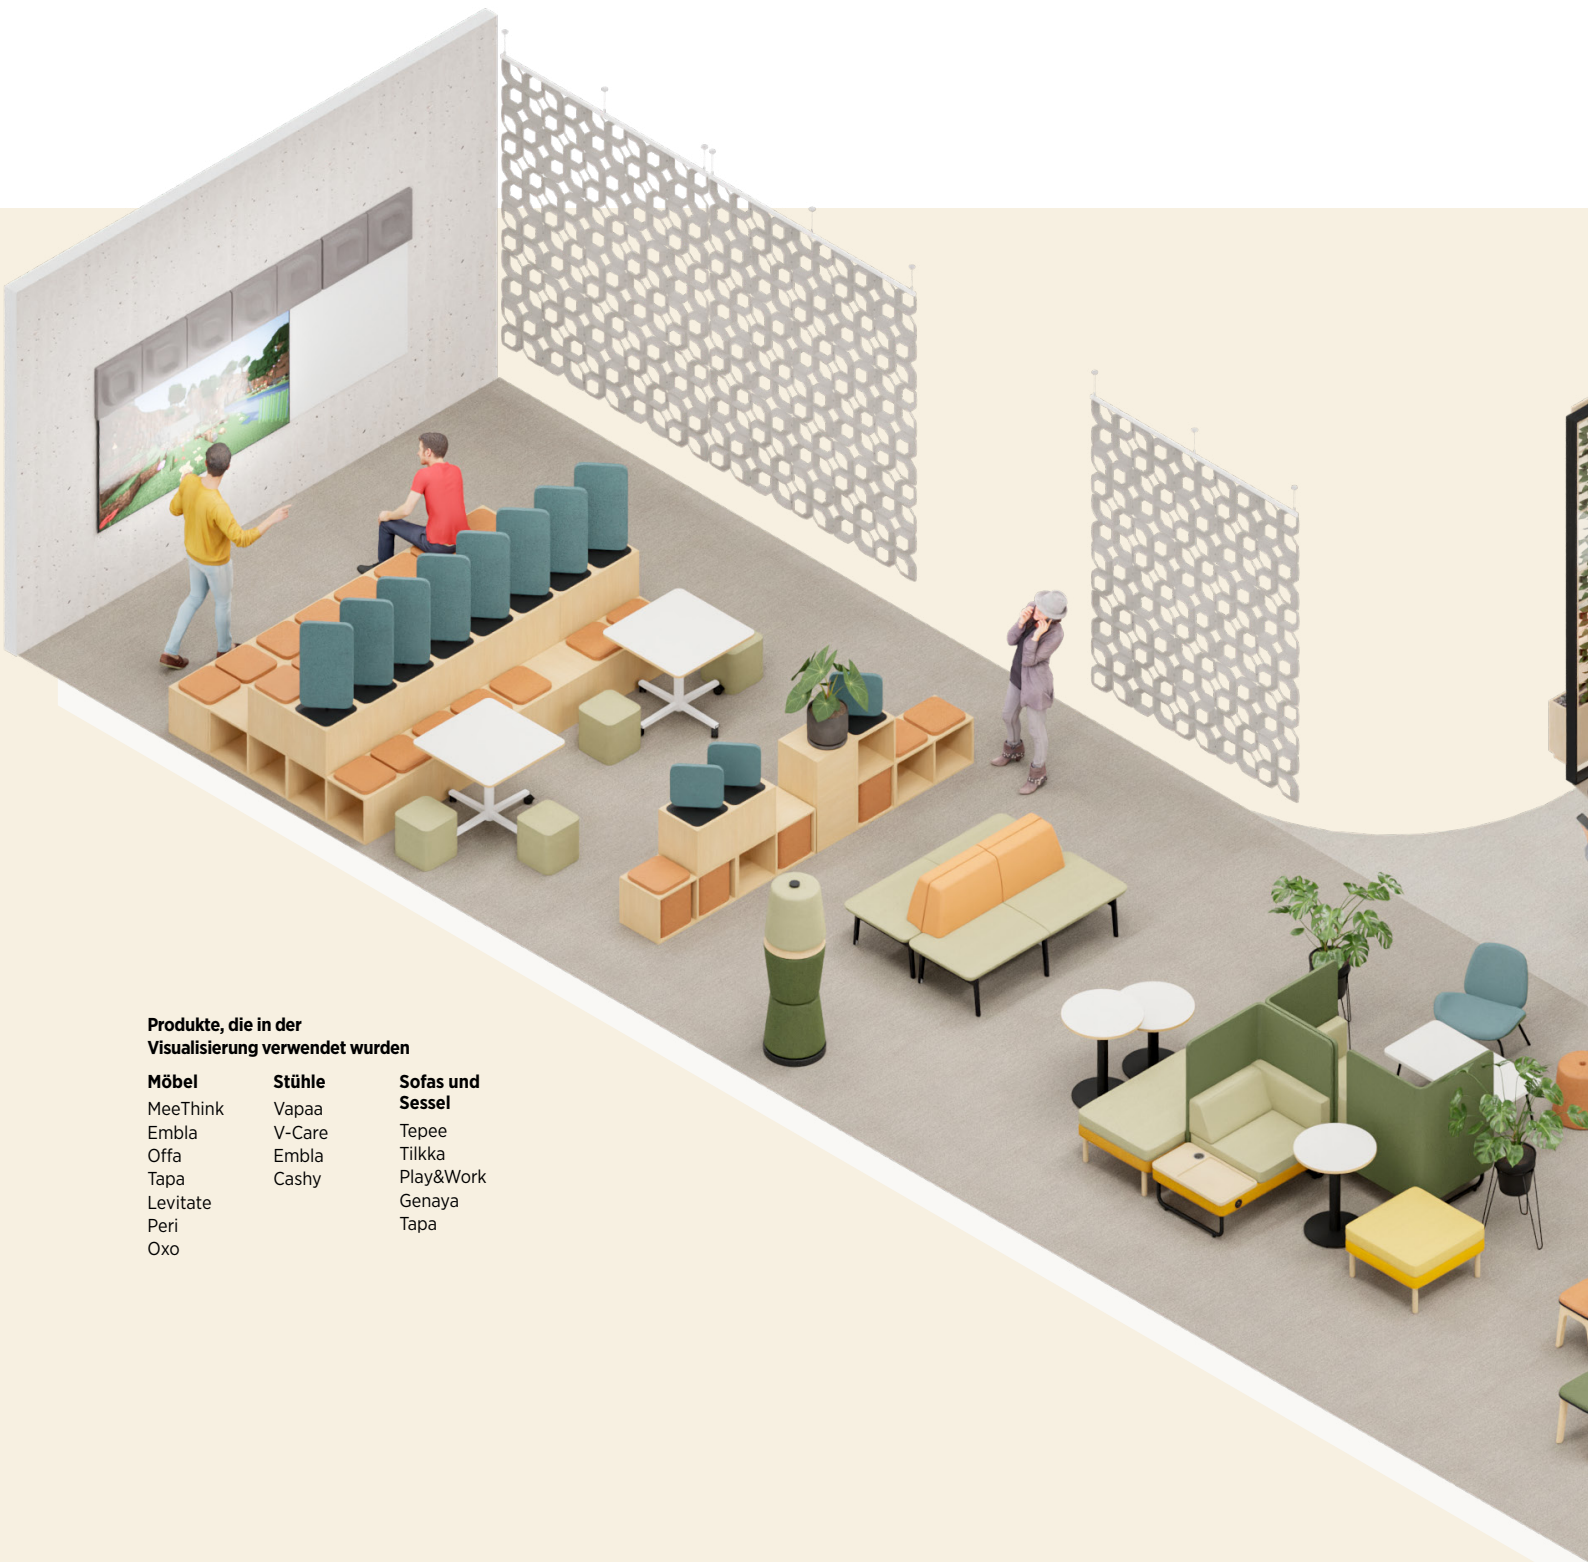 Produkte, die in der
Visualisierung verwendet wurden
Möbel
MeeThink
Embla
Offa
Tapa
Levitate
Peri
Oxo
Stühle
Vapaa
V-Care
Embla
Cashy
Sofas und
Sessel
Tepee
Tilkka
Play&Work
Genaya
Tapa